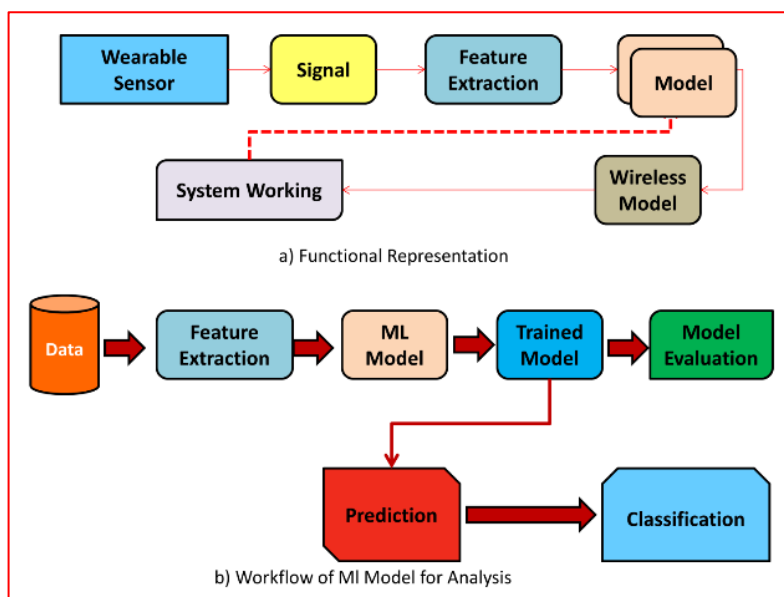 Wearable
Sensor
Signal
Feature
Extraction
Model
System Working
Wireless
Model
a) Functional Representation
Data
Feature
Extraction
ML
Model
Trained
Model
Model
Evaluation
Prediction
Classification
b) Workflow of Ml Model for Analysis